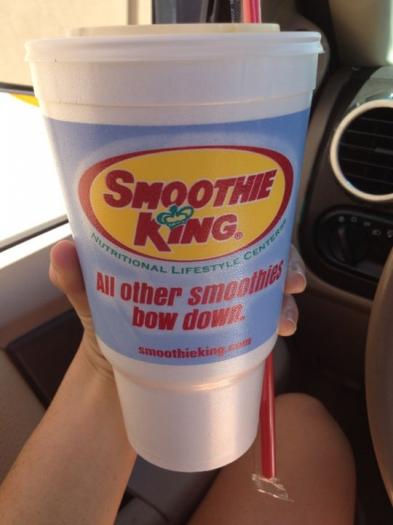 SMOOTHIE
KING®
NUTRITIONAL LIFESTYLE CENTERS
All other smoothies
bow down.
smoothieking.com